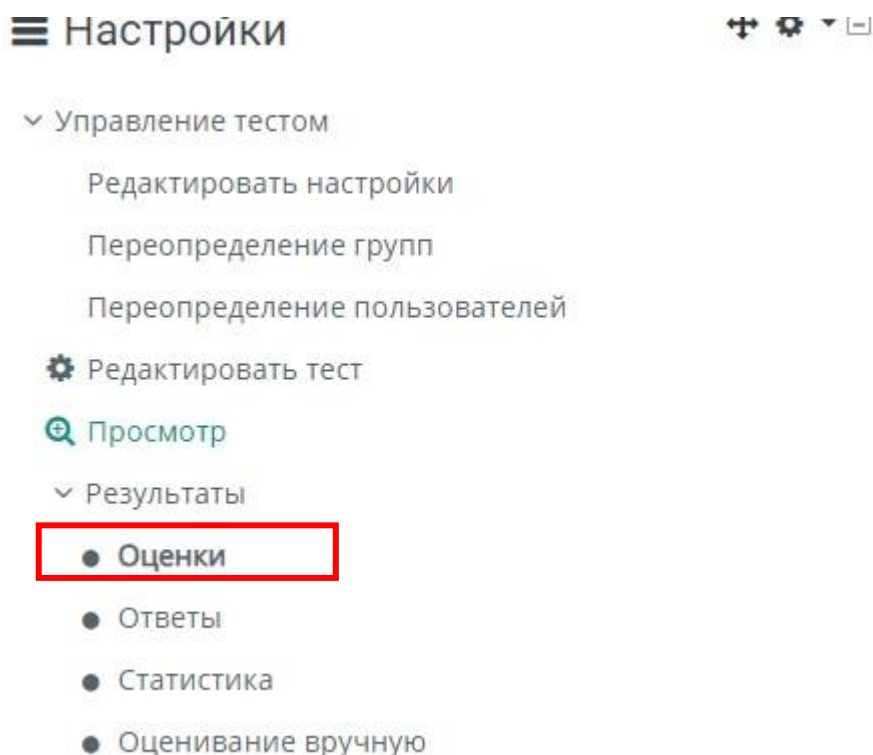 Настройки
Управление тестом
Редактировать настройки
Переопределение групп
Переопределение пользователей
Редактировать тест
Просмотр
Результаты
Оценки
Ответы
Статистика
Оценивание вручную